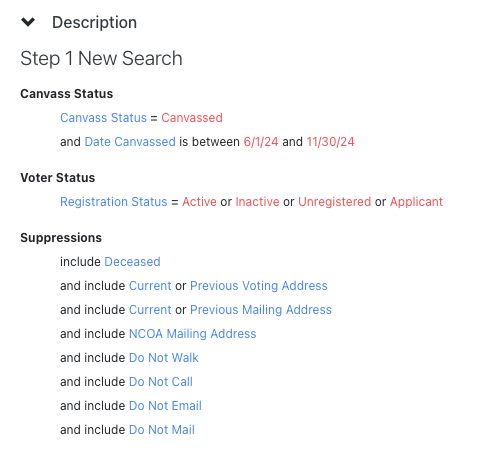 Description
Step 1 New Search
Canvass Status
Canvass Status = Canvassed
and Date Canvassed is between 6/1/24 and 11/30/24
Voter Status
Registration Status = Active or Inactive or Unregistered or Applicant
Suppressions
include Deceased
and include Current or Previous Voting Address
and include Current or Previous Mailing Address
and include NCOA Mailing Address
and include Do Not Walk
and include Do Not Call
and include Do Not Email
and include Do Not Mail